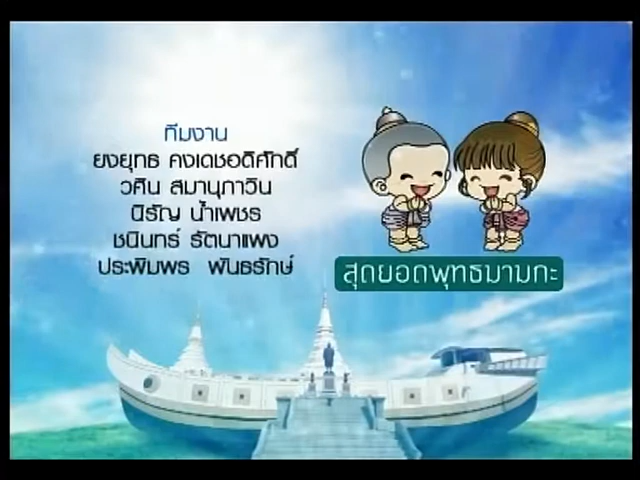 ทีมงาน
ยงยุทธ คงเดชอดิศักดิ์
วศิน สมานุภาวิน
นิรัญ น้ำเพชร
ชนินทร์ รัตนาแพง
ประพิมพร พันธรักษ์
สุดยอดพุทธมามกะ